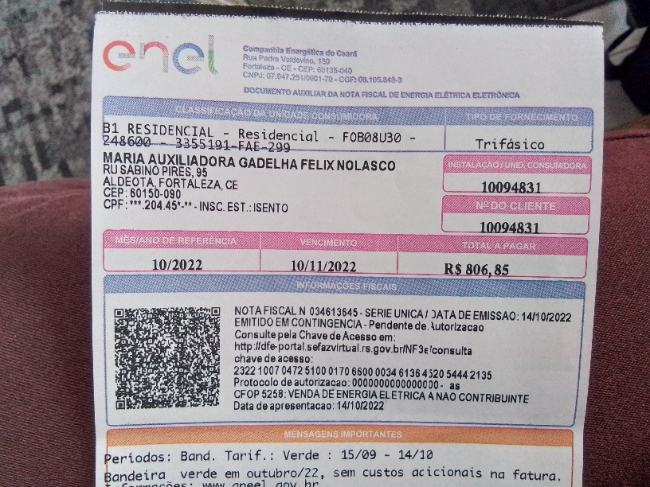 enel
Companhia Energética do Ceará
Rua Padre Valdevino, 150
Fortaleza - CE - CEP: 60135-040
CNPJ: 07.047.251/0001-70 - CGF: 06.105.848-3
DOCUMENTO AUXILIAR DA NOTA FISCAL DE ENERGIA ELÉTRICA ELETRÔNICA
CLASSIFICAÇÃO DA UNIDADE CONSUMIDORA
TIPO DE FORNECIMENTO
B1 RESIDENCIAL - Residencial - FOB08U30 -
248600 - 3355191-FAE-299
Trifásico
MARIA AUXILIADORA GADELHA FELIX NOLASCO
RU SABINO PIRES, 95
ALDEOTA, FORTALEZA, CE
CEP: 60150-090
CPF: ***.204.45*-** - INSC. EST.: ISENTO
INSTALAÇÃO / UNID. CONSUMIDORA
10094831
Nº DO CLIENTE
10094831
MÊS/ANO DE REFERÊNCIA
VENCIMENTO
TOTAL A PAGAR
10/2022
10/11/2022
R$ 806,85
INFORMAÇÕES FISCAIS
NOTA FISCAL N 034613645 - SERIE UNICA / DATA DE EMISSAO: 14/10/2022
EMITIDO EM CONTINGENCIA - Pendente de Autorizacao
Consulte pela Chave de Acesso em:
http://dfe-portal.sefazvirtual.rs.gov.br/NF3e/consulta
chave de acesso:
2322 1007 0472 5100 0170 6600 0034 6136 4520 5444 2135
Protocolo de autorizacao: 0000000000000000 - as
CFOP 5258: VENDA DE ENERGIA ELETRICA A NAO CONTRIBUINTE
Data de apresentacao: 14/10/2022
MENSAGENS IMPORTANTES
Períodos: Band. Tarif.: Verde : 15/09 - 14/10
Bandeira verde em outubro/22, sem custos acicionais na fatura.
Informações: www.aneel.gov.br